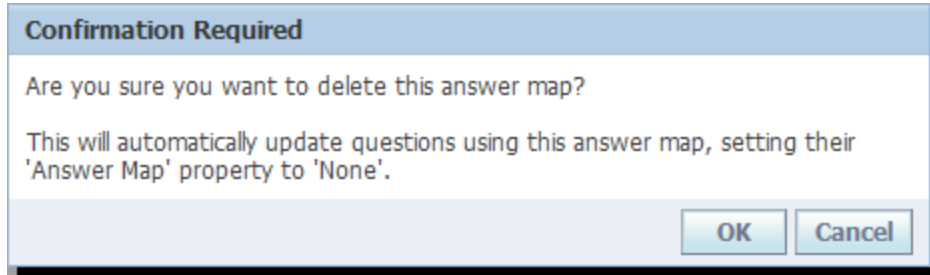 Confirmation Required
Are you sure you want to delete this answer map?
This will automatically update questions using this answer map, setting their
'Answer Map' property to 'None'.
OK
Cancel